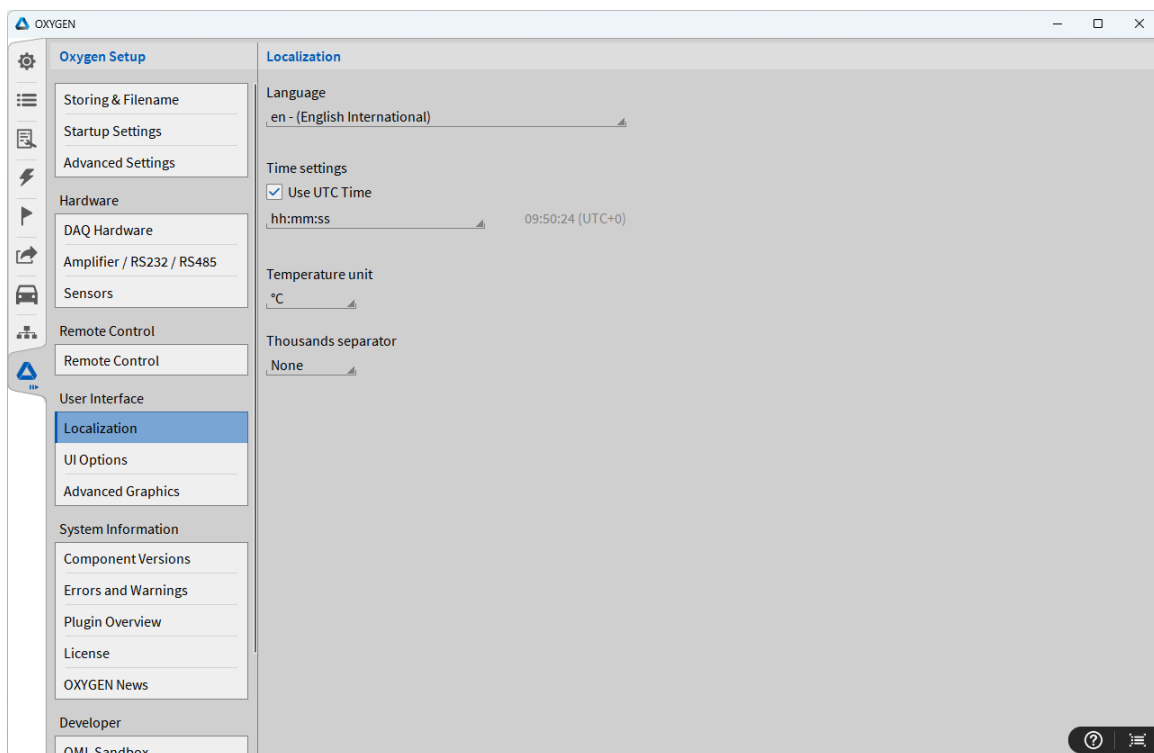 OXYGEN
Oxygen Setup
Storing & Filename
Startup Settings
Advanced Settings
Hardware
DAQ Hardware
Amplifier / RS232 / RS485
Sensors
Remote Control
Remote Control
User Interface
Localization
UI Options
Advanced Graphics
System Information
Component Versions
Errors and Warnings
Plugin Overview
License
OXYGEN News
Developer
QML Sandbox
Localization
Language
en - (English International)
Time settings
Use UTC Time
hh:mm:ss 09:50:24 (UTC+0)
Temperature unit
°C
Thousands separator
None